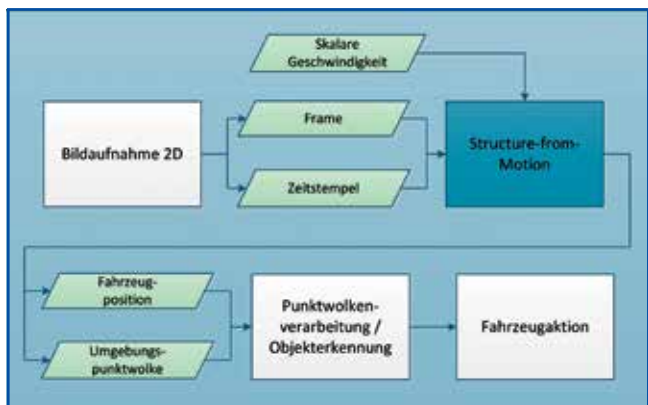 Skalare
Geschwindigkeit
Bildaufnahme 2D
Frame
Zeitstempel
Structure-from-
Motion
Fahrzeug-
position
Umgebungs-
punktwolke
Punktwolken-
verarbeitung /
Objekterkennung
Fahrzeugaktion